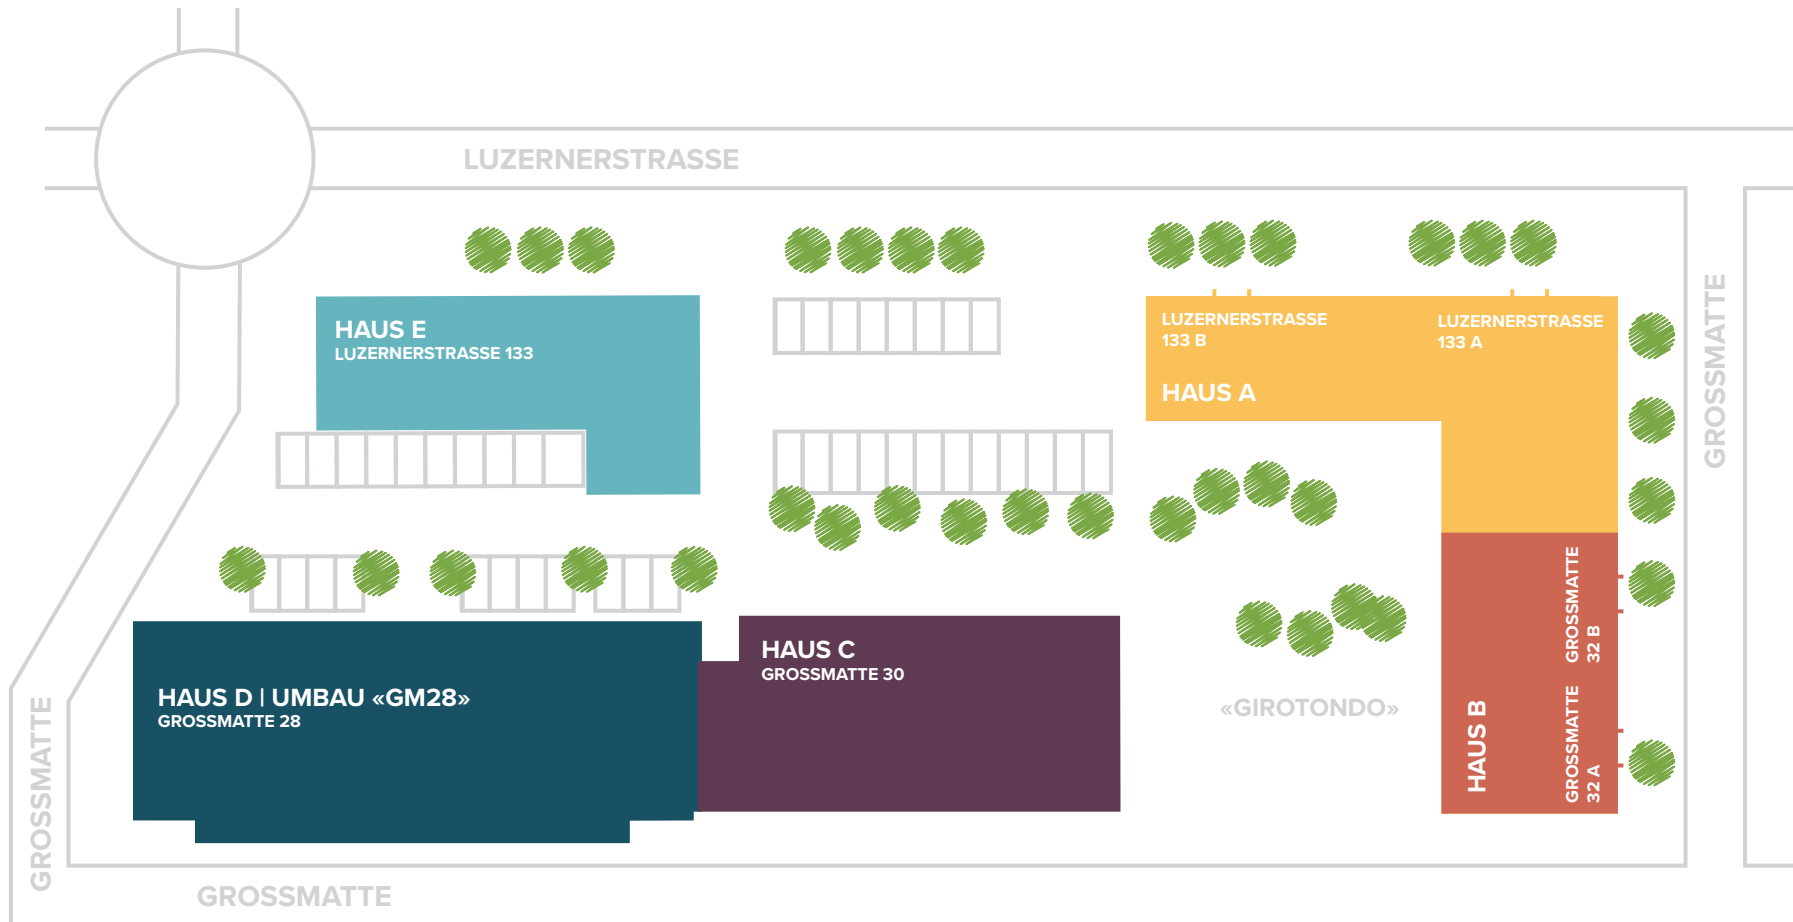 LUZERNERSTRASSE
HAUS E
LUZERNERSTRASSE 133
LUZERNERSTRASSE
133 B
HAUS A
LUZERNERSTRASSE
133 A
GROSSMATTE
HAUS D | UMBAU «GM28»
GROSSMATTE 28
HAUS C
GROSSMATTE 30
«GIROTONDO»
HAUS B
GROSSMATTE
32 B
GROSSMATTE
32 A
GROSSMATTE
GROSSMATTE